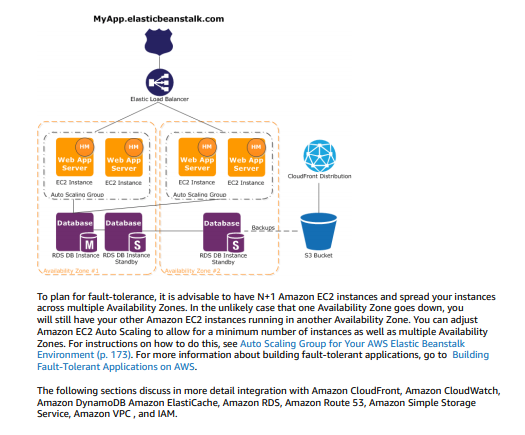 MyApp.elasticbeanstalk.com
Elastic Load Balancer
HM HM HM HM
Web App Server Web App Server Web App Server Web App Server
EC2 Instance EC2 Instance EC2 Instance EC2 Instance
Auto Scaling Group Auto Scaling Group
CloudFront Distribution
Database Database Database
M S S
Backups
RDS DB Instance RDS DB Instance Standby RDS DB Instance Standby
S3 Bucket
Availability Zone #1 Availability Zone #2
To plan for fault-tolerance, it is advisable to have N+1 Amazon EC2 instances and spread your instances
across multiple Availability Zones. In the unlikely case that one Availability Zone goes down, you
will still have your other Amazon EC2 instances running in another Availability Zone. You can adjust
Amazon EC2 Auto Scaling to allow for a minimum number of instances as well as multiple Availability
Zones. For instructions on how to do this, see Auto Scaling Group for Your AWS Elastic Beanstalk
Environment (p. 173). For more information about building fault-tolerant applications, go to Building
Fault-Tolerant Applications on AWS.
The following sections discuss in more detail integration with Amazon CloudFront, Amazon CloudWatch,
Amazon DynamoDB Amazon ElastiCache, Amazon RDS, Amazon Route 53, Amazon Simple Storage
Service, Amazon VPC , and IAM.